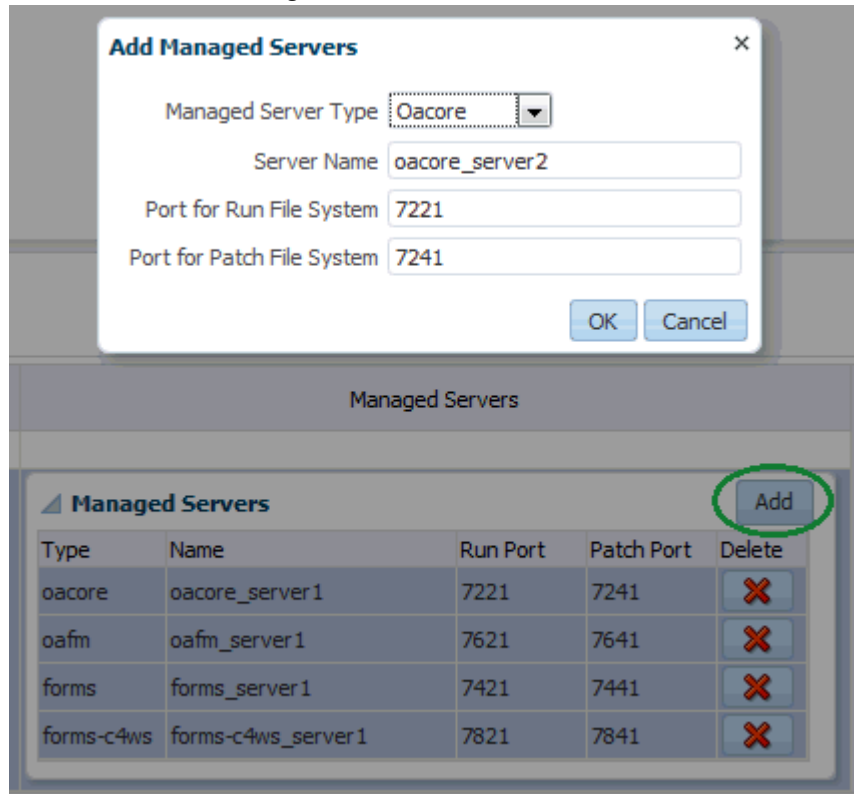 Add Managed Servers
Managed Server Type Oacore
Server Name oacore_server2
Port for Run File System 7221
Port for Patch File System 7241
OK Cancel
Managed Servers
Managed Servers Add
Type Name Run Port Patch Port Delete
oacore oacore_server1 7221 7241
oafm oafm_server1 7621 7641
forms forms_server1 7421 7441
forms-c4ws forms-c4ws_server1 7821 7841